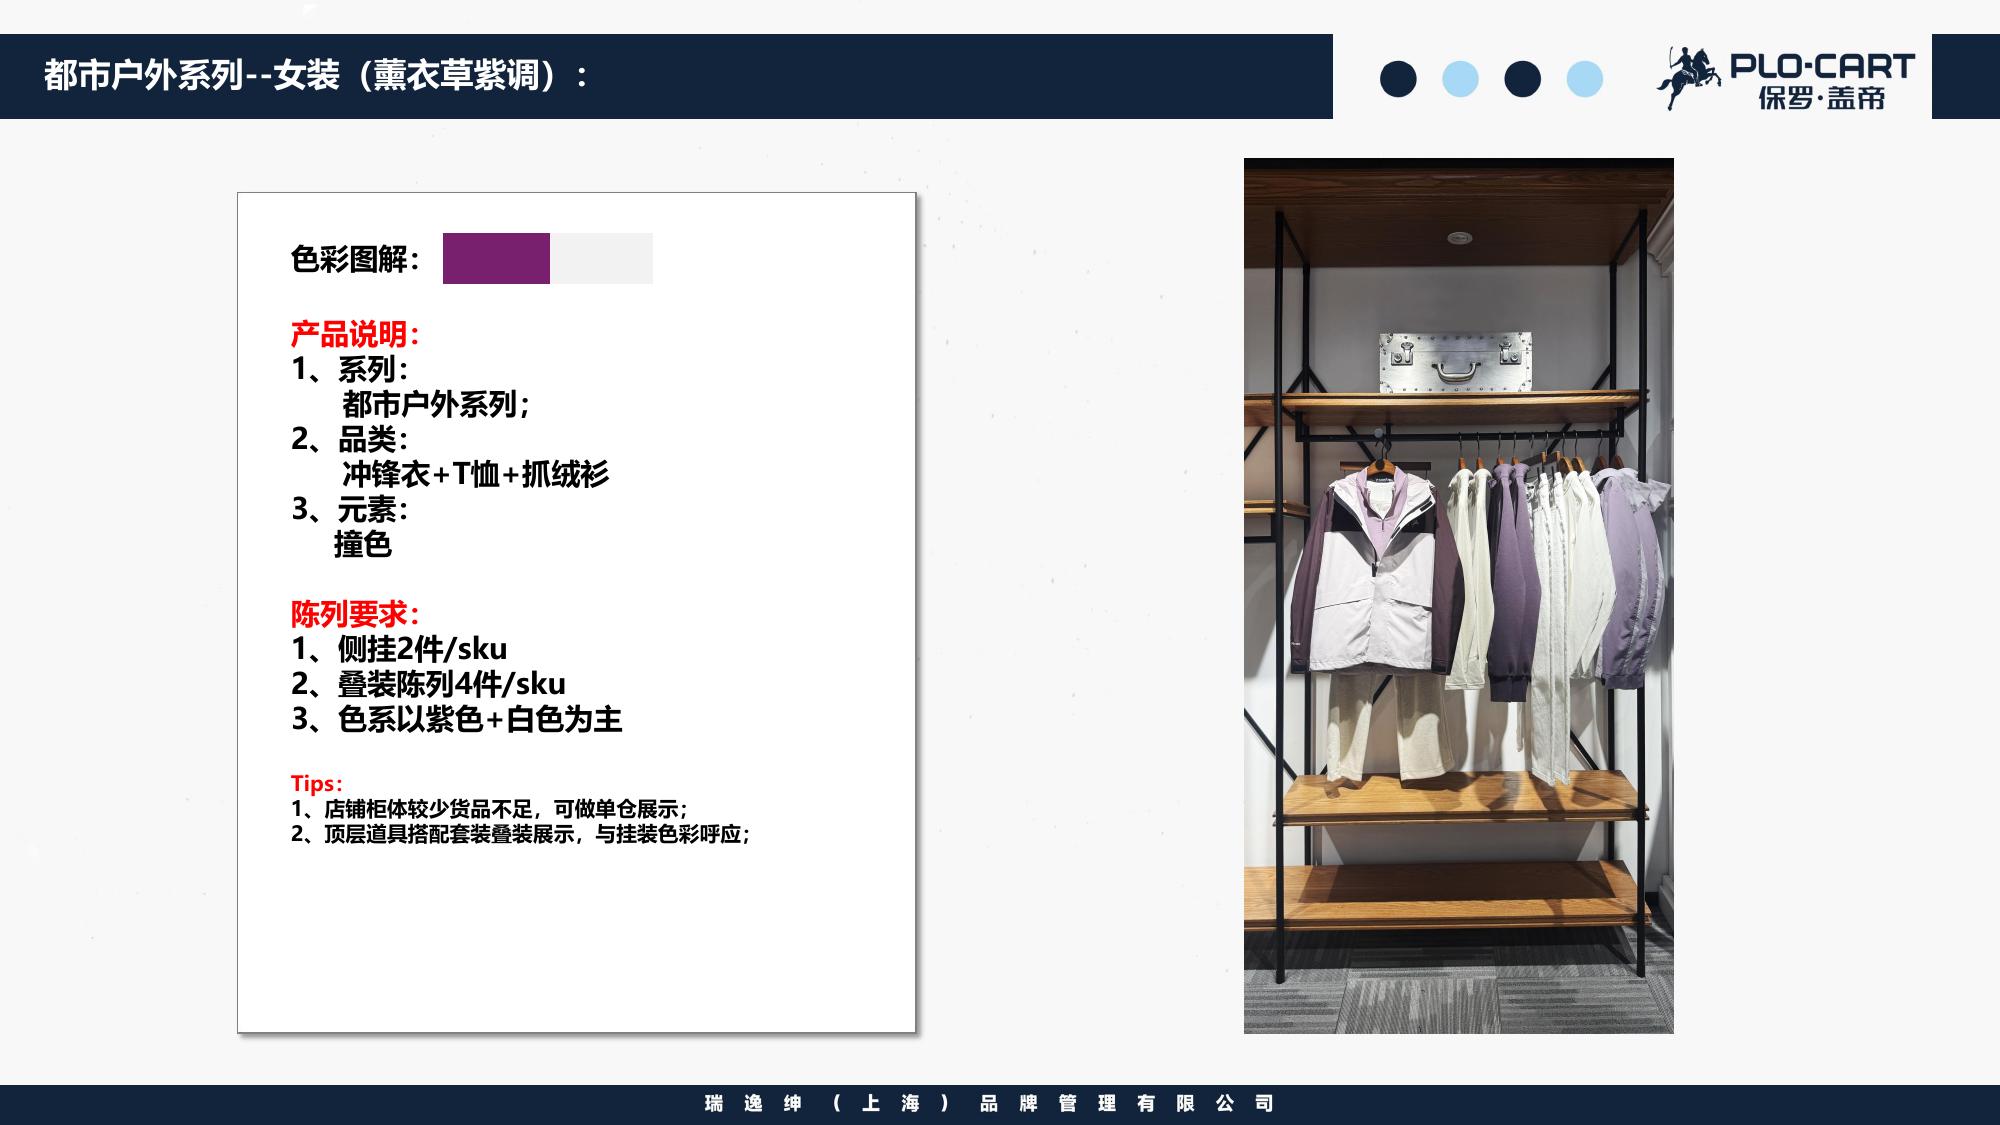 都市户外系列--女装（薰衣草紫调）:
PLO·CART
保罗·盖帝
色彩图解：
产品说明：
1、系列：
都市户外系列；
2、品类：
冲锋衣+T恤+抓绒衫
3、元素：
撞色
陈列要求：
1、侧挂2件/sku
2、叠装陈列4件/sku
3、色系以紫色+白色为主
Tips：
1、店铺柜体较少货品不足，可做单仓展示；
2、顶层道具搭配套装叠装展示，与挂装色彩呼应；
瑞逸绅（上海）品牌管理有限公司